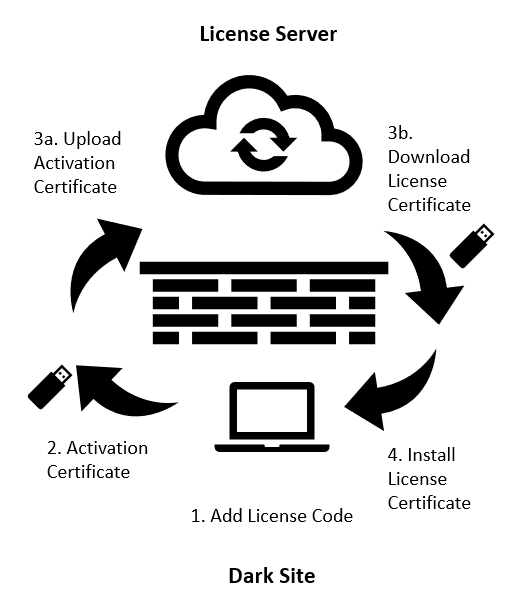 License Server
3a. Upload
Activation
Certificate
3b.
Download
License
Certificate
2. Activation
Certificate
4. Install
License
Certificate
1. Add License Code
Dark Site